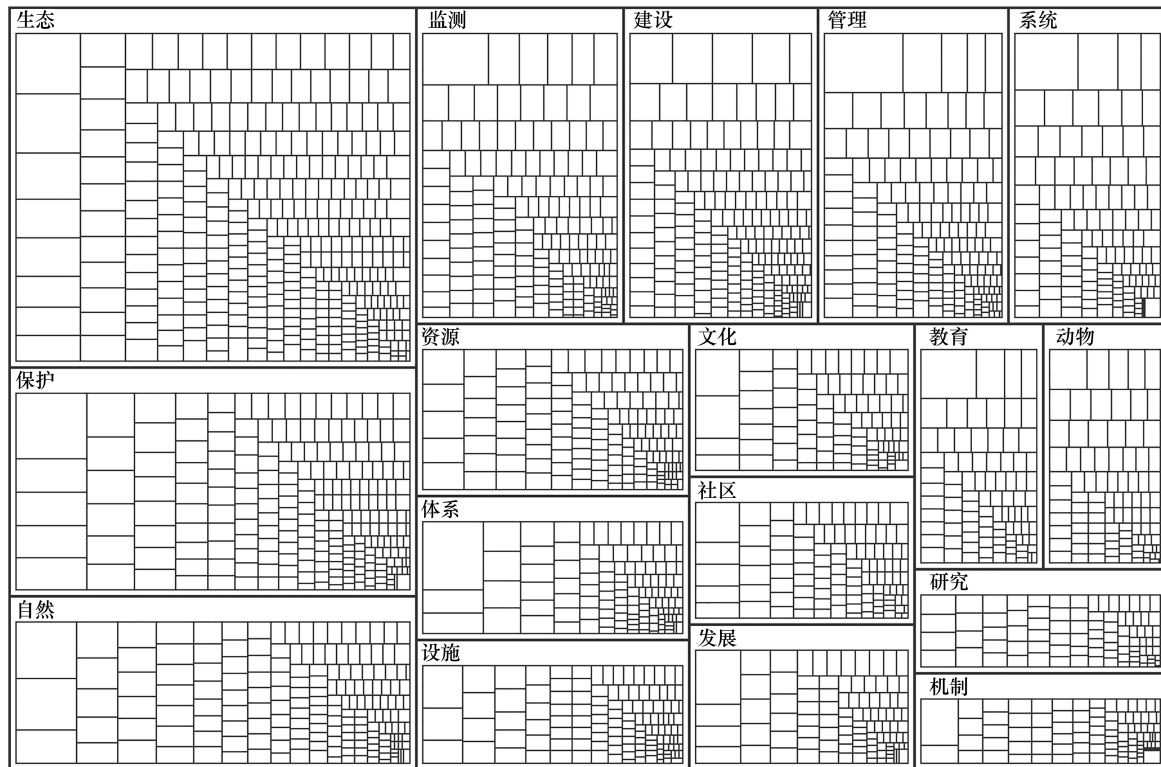 生态
监测
建设
管理
系统
保护
自然
资源
文化
教育
动物
体系
社区
设施
发展
研究
机制